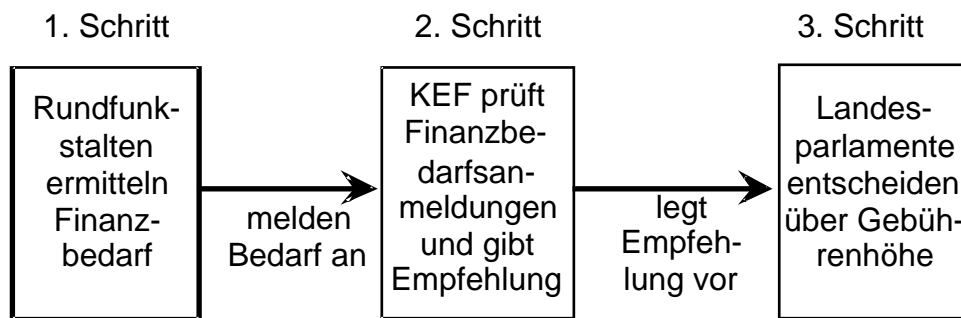 1. Schritt
2. Schritt
3. Schritt
Rundfunk-
stalten
ermitteln
Finanz-
bedarf
melden
Bedarf an
KEF prüft
Finanzbe-
darfsan-
meldungen
und gibt
Empfehlung
legt
Empfeh-
lung vor
Landes-
parlamente
entscheiden
über Gebüh-
renhöhe